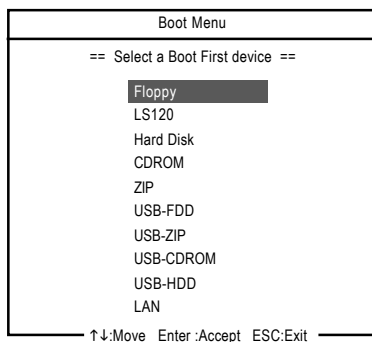 Boot Menu
== Select a Boot First device ==
Floppy
LS120
Hard Disk
CDROM
ZIP
USB-FDD
USB-ZIP
USB-CDROM
USB-HDD
LAN
↑↓:Move Enter :Accept ESC:Exit